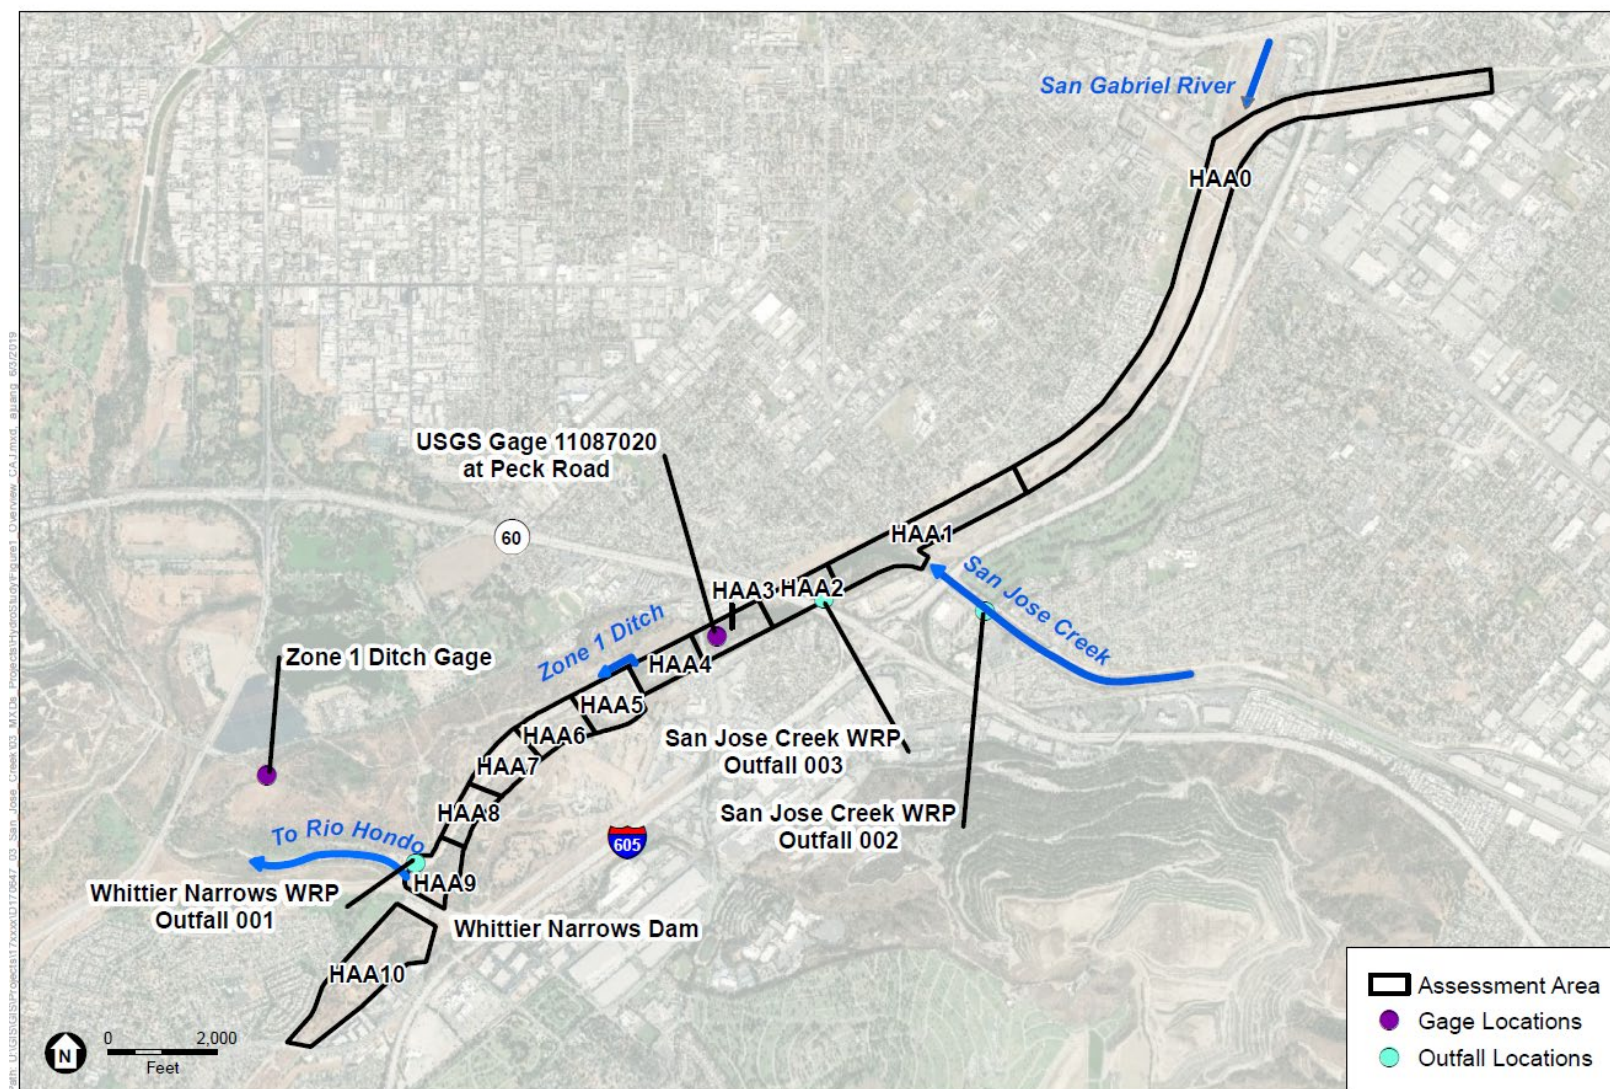 San Gabriel River
HAA0
USGS Gage 11087020
at Peck Road
60
HAA1
San Jose Creek
HAA3
HAA2
Zone 1 Ditch
HAA4
Zone 1 Ditch Gage
HAA5
HAA6
San Jose Creek WRP
Outfall 003
HAA7
San Jose Creek WRP
Outfall 002
HAA8
To Rio Hondo
605
HAA9
Whittier Narrows WRP
Outfall 001
Whittier Narrows Dam
HAA10
N
0 2,000
Feet
Assessment Area
Gage Locations
Outfall Locations